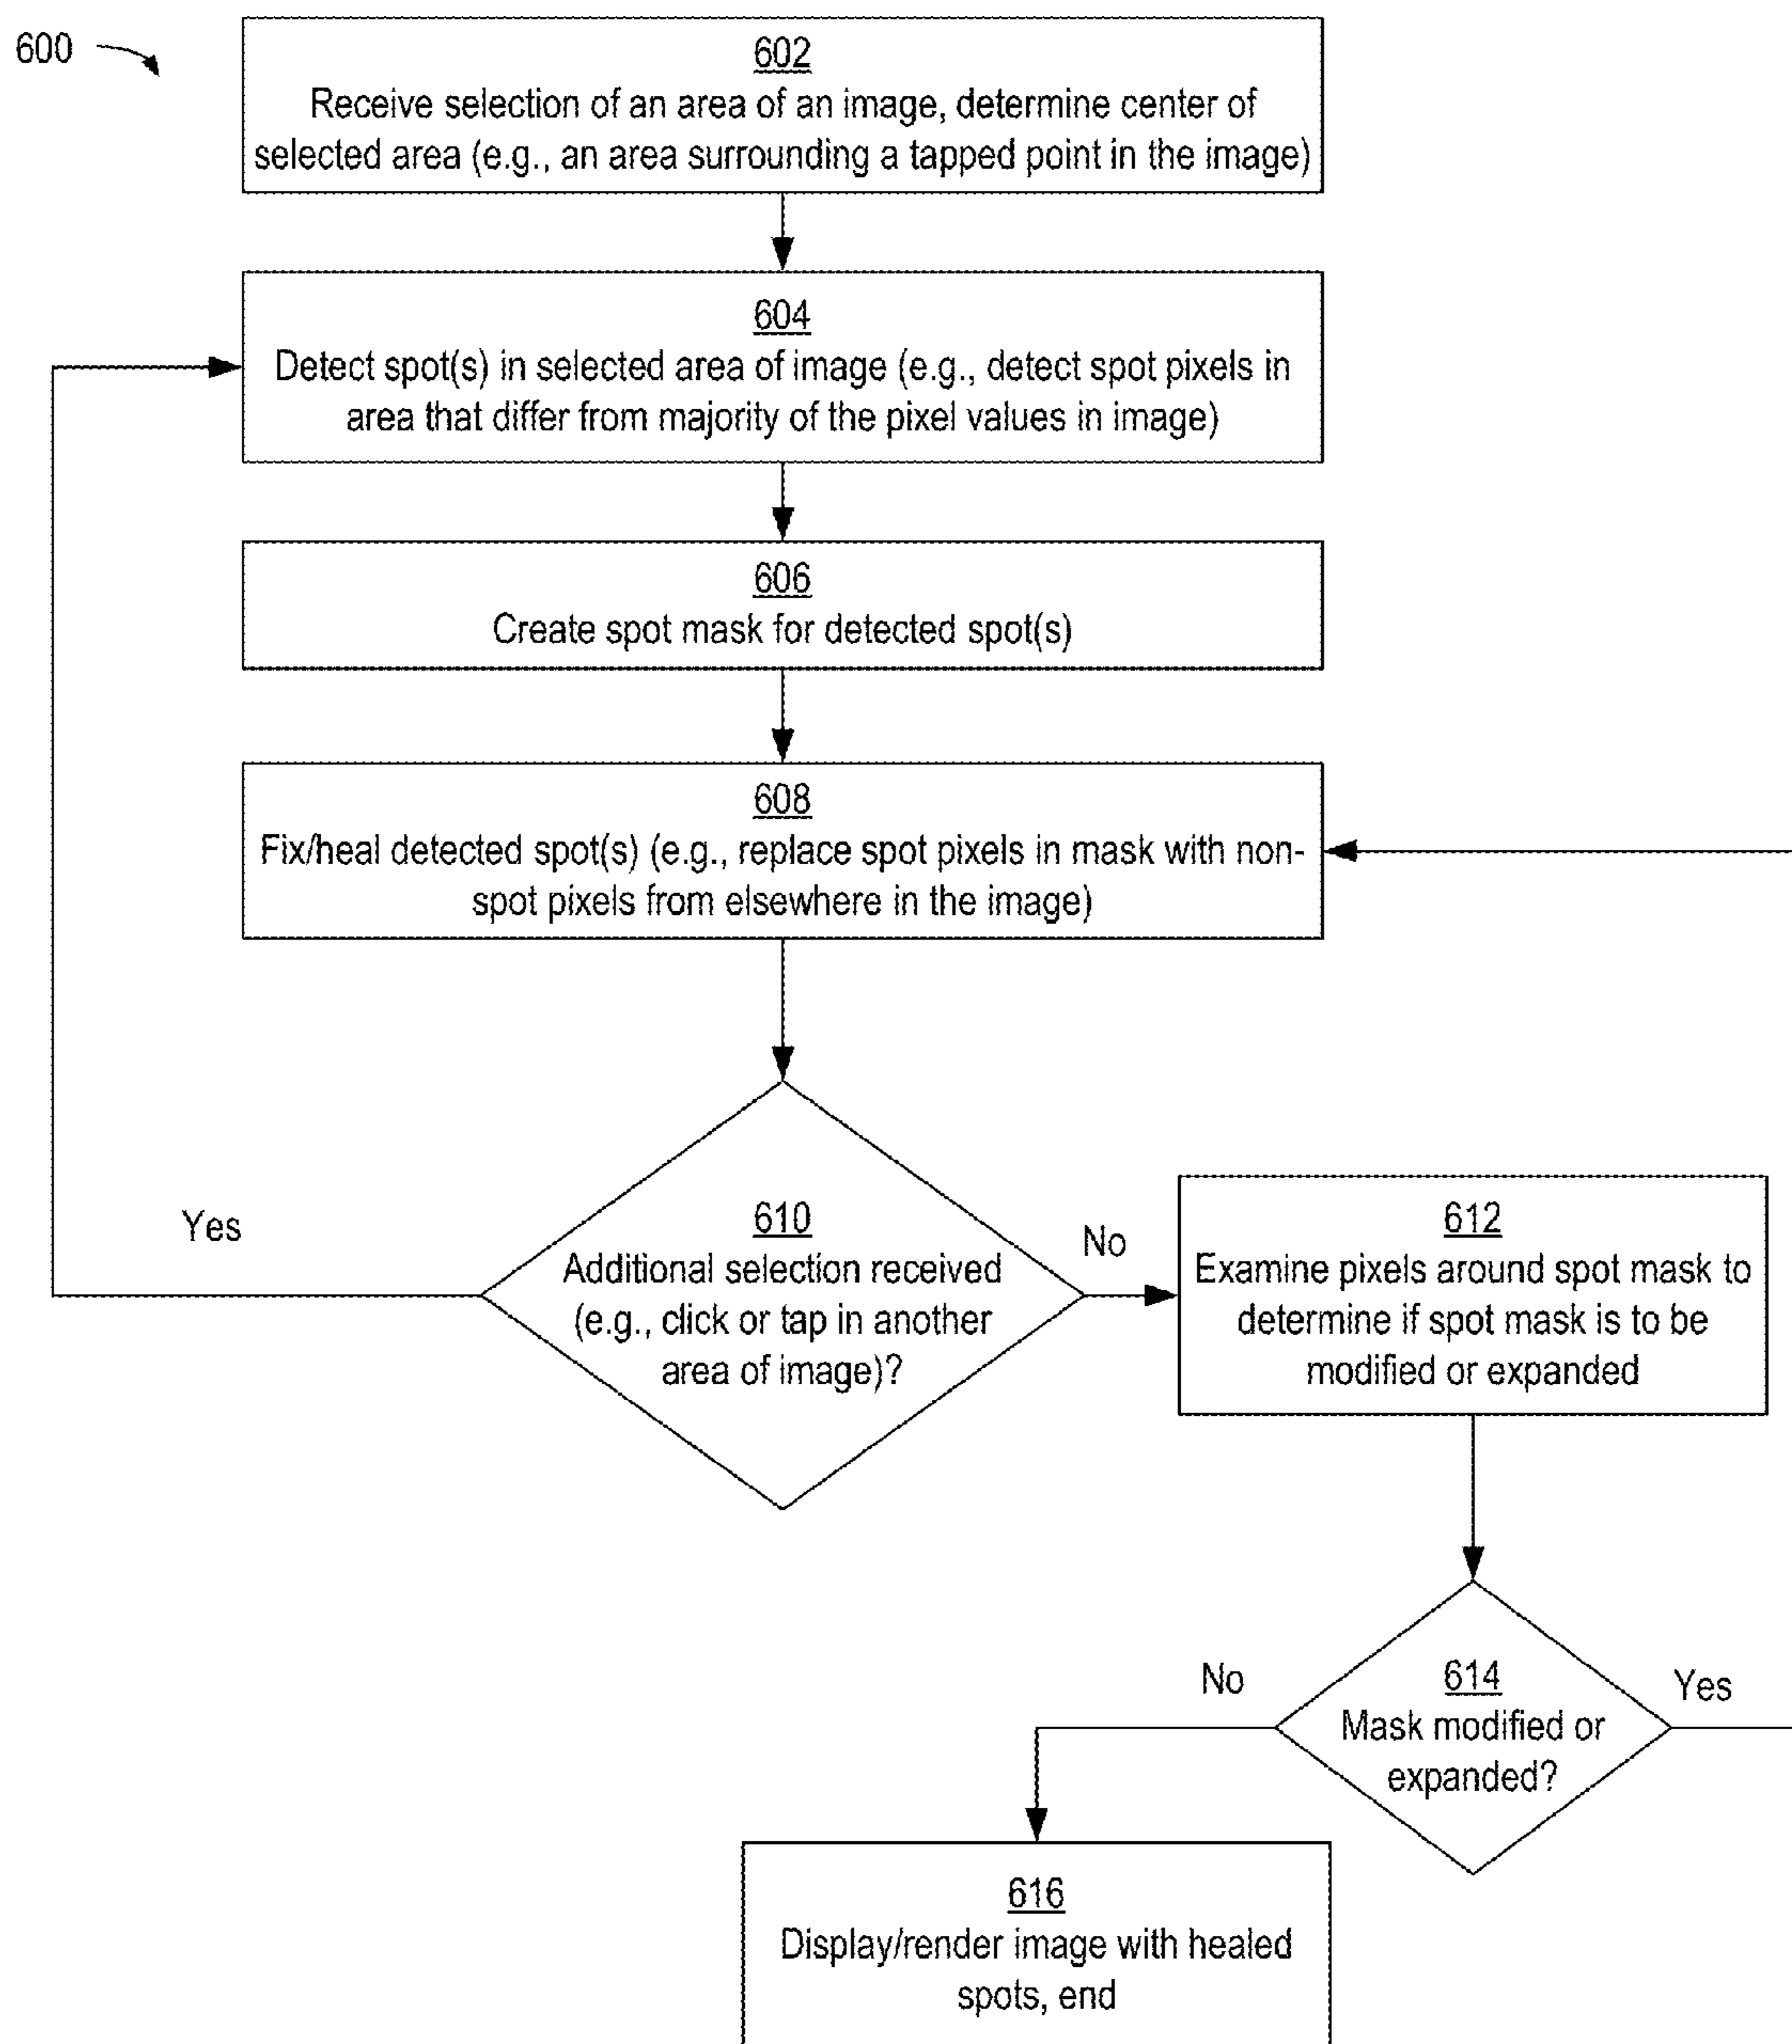 600
602
Receive selection of an area of an image, determine center of
selected area (e.g., an area surrounding a tapped point in the image)
604
Detect spot(s) in selected area of image (e.g., detect spot pixels in
area that differ from majority of the pixel values in image)
606
Create spot mask for detected spot(s)
608
Fix/heal detected spot(s) (e.g., replace spot pixels in mask with non-
spot pixels from elsewhere in the image)
Yes
610
Additional selection received
(e.g., click or tap in another
area of image)?
No
612
Examine pixels around spot mask to
determine if spot mask is to be
modified or expanded
No
614
Mask modified or
expanded?
Yes
616
Display/render image with healed
spots, end